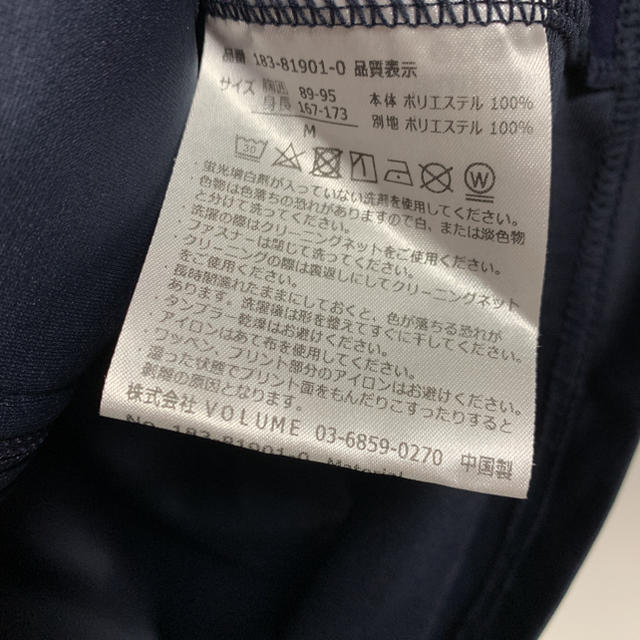 品番 183-81901-0 品質表示
サイズ 胸囲 89-95 本体 ポリエステル 100%
身長 167-173 別地 ポリエステル 100%
M
30 W
・蛍光増白剤が入っていない洗剤を使用してください。
・色物は色落ちの恐れがありますので白、または淡色物
と分けて洗ってください。
・洗濯の際はクリーニングネットをご使用ください。
・ファスナーは閉じて洗ってください。
・クリーニングの際は裏返しにしてクリーニングネット
をご使用ください。
・長時間濡れたままにしておくと、色が落ちる恐れが
あります。洗濯後は形を整えてすぐに干してください。
・タンブラー乾燥はお避けください。
・アイロンはあて布を使用してください。
・ワッペン、プリント部分のアイロンはお避けください。
・湿った状態でプリント面をもんだりこすったりすると
剥離の原因となります。
株式会社 VOLUME 03-6859-0270 中国製
No. 183-81901-0 Material